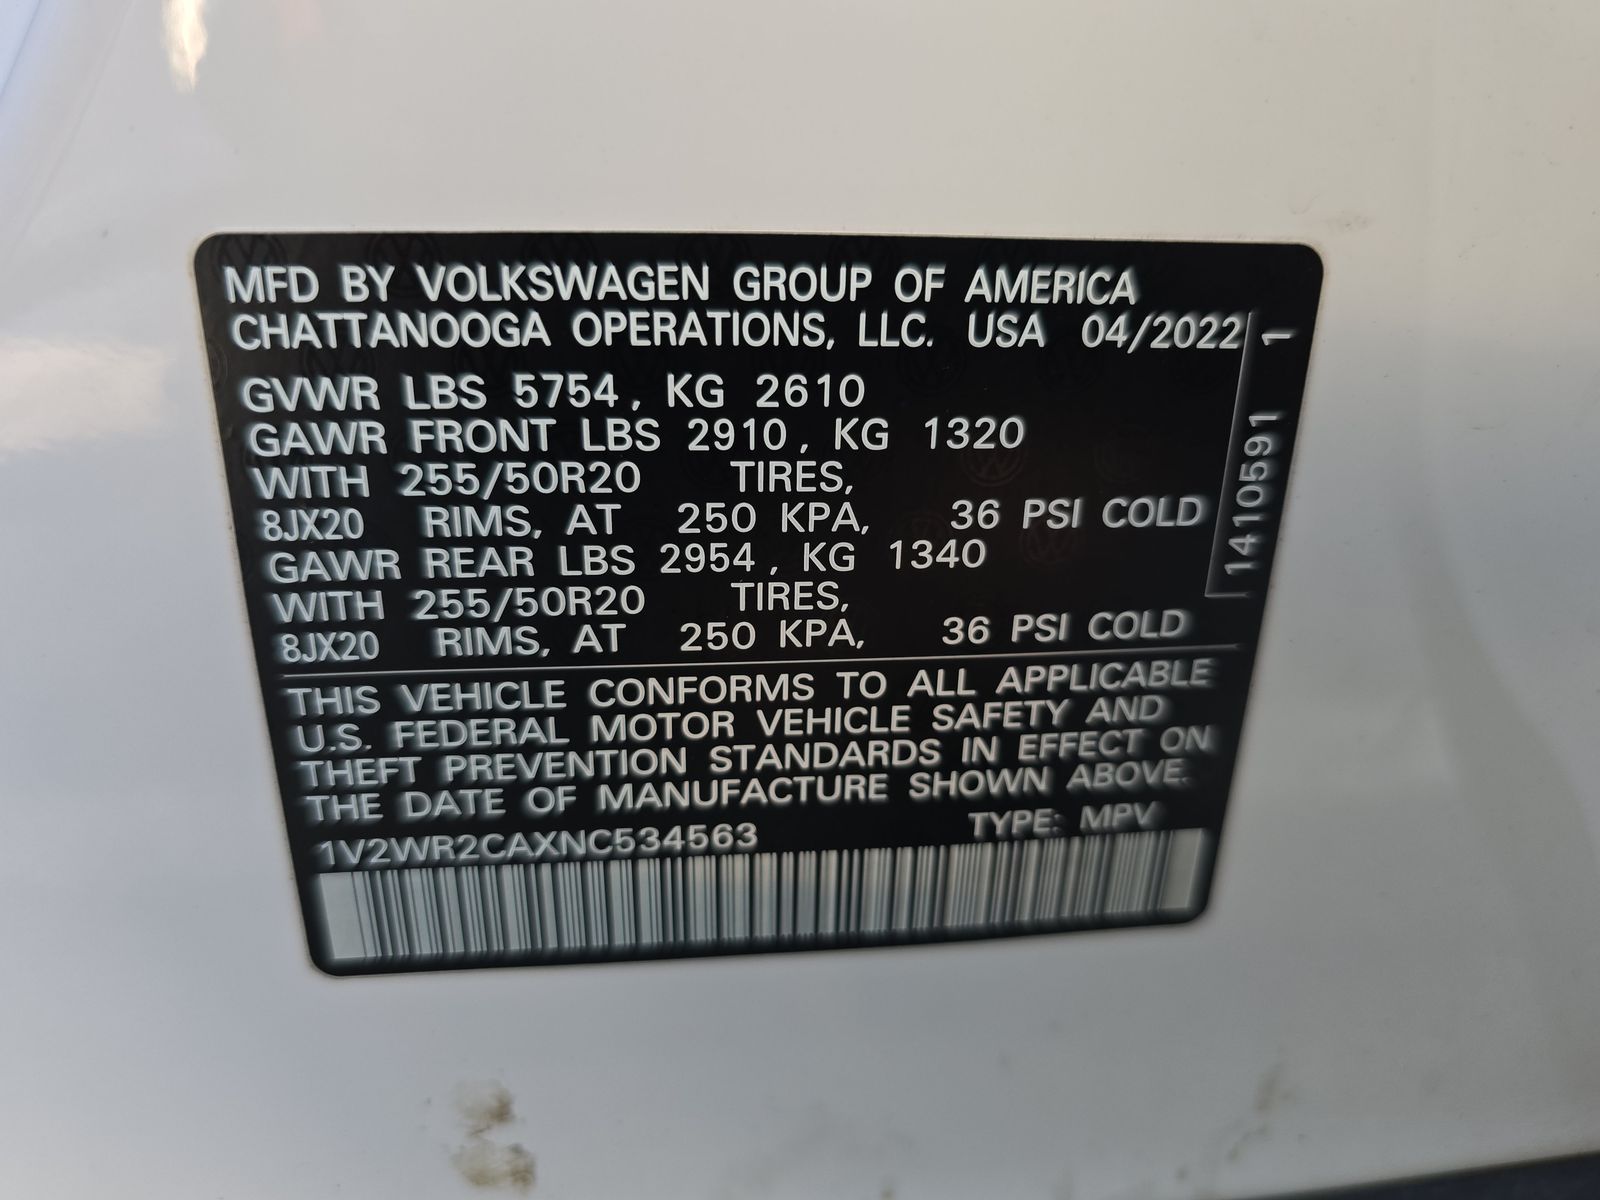 MFD BY VOLKSWAGEN GROUP OF AMERICA
CHATTANOOGA OPERATIONS, LLC. USA 04/2022
GVWR LBS 5754, KG 2610
GAWR FRONT LBS 2910, KG 1320
WITH 255/50R20 TIRES,
8JX20 RIMS, AT 250 KPA, 36 PSI COLD
GAWR REAR LBS 2954, KG 1340
WITH 255/50R20 TIRES,
8JX20 RIMS, AT 250 KPA, 36 PSI COLD
THIS VEHICLE CONFORMS TO ALL APPLICABLE
U.S. FEDERAL MOTOR VEHICLE SAFETY AND
THEFT PREVENTION STANDARDS IN EFFECT ON
THE DATE OF MANUFACTURE SHOWN ABOVE.
1V2WR2CAXNC534563 TYPE: MPV
1410591 1